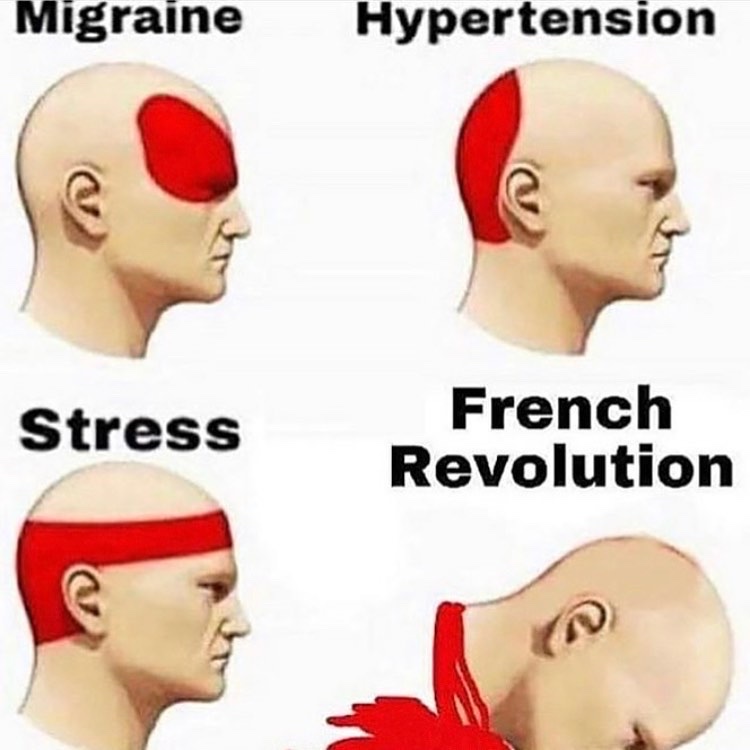 Migraine
Hypertension
Stress
French
Revolution